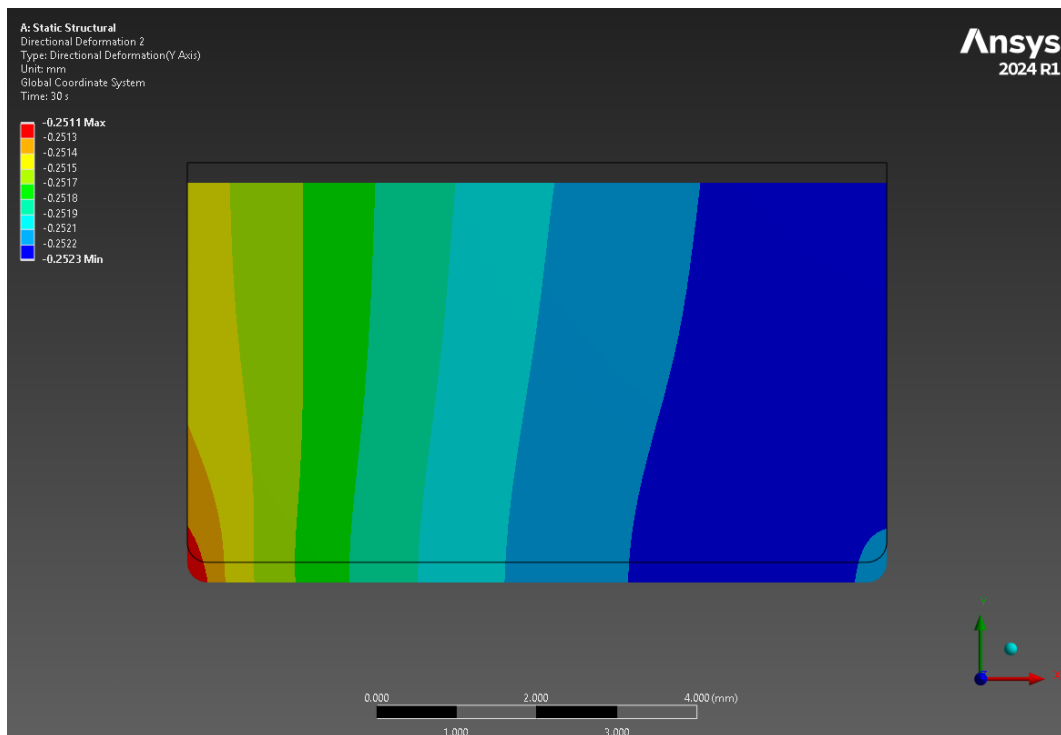 A: Static Structural
Directional Deformation 2
Type: Directional Deformation(Y Axis)
Unit: mm
Global Coordinate System
Time: 30 s
-0.2511 Max
-0.2513
-0.2514
-0.2515
-0.2517
-0.2518
-0.2519
-0.2521
-0.2522
-0.2523 Min
Ansys
2024 R1
Y
X
0.000 2.000 4.000 (mm)
1.000 3.000